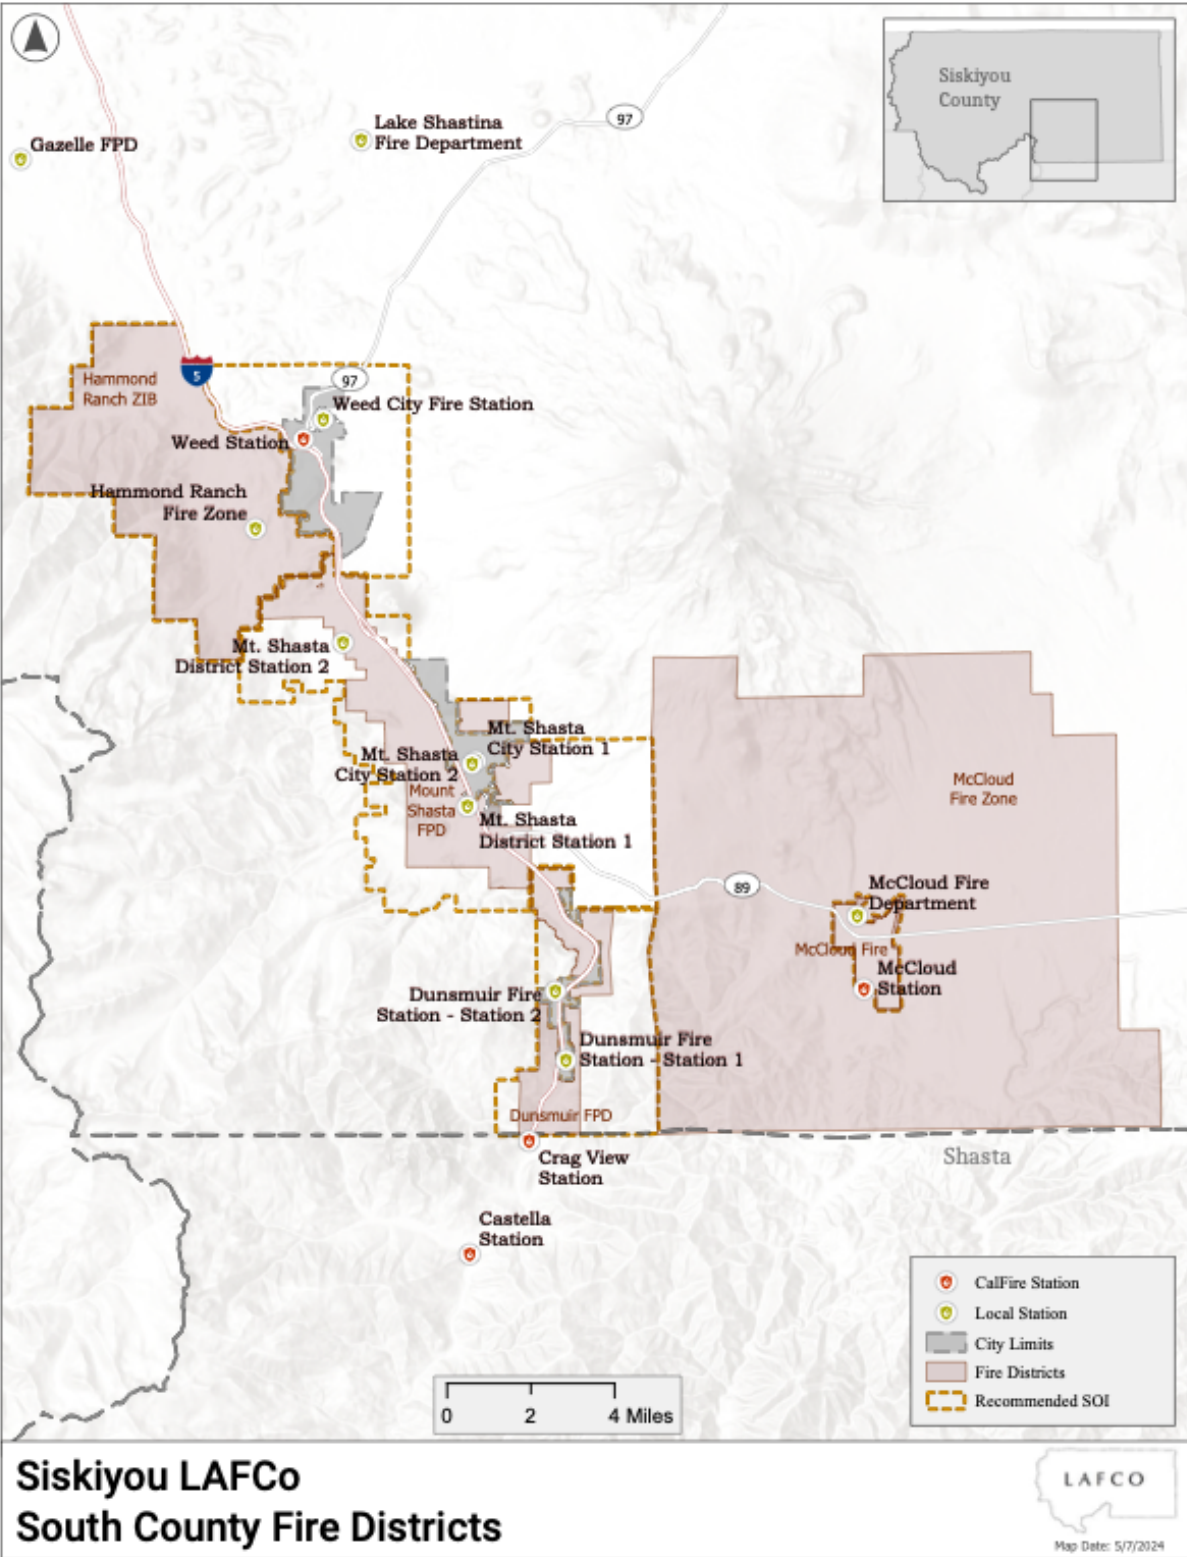 97
Siskiyou
County
Lake Shastina
Fire Department
Gazelle FPD
5
Hammond
Ranch ZIB
97
Weed City Fire Station
Weed Station
Hammond Ranch
Fire Zone
Mt. Shasta
District Station 2
Mt. Shasta
City Station 1
Mt. Shasta
City Station 2
Mount
Shasta
FPD
Mt. Shasta
District Station 1
McCloud
Fire Zone
89
McCloud Fire
Department
McCloud Fire
McCloud
Station
Dunsmuir Fire
Station - Station 2
Dunsmuir Fire
Station - Station 1
Dunsmuir FPD
Crag View
Station
Shasta
Castella
Station
CalFire Station
Local Station
City Limits
Fire Districts
Recommended SOI
0 2 4 Miles
Siskiyou LAFCo
South County Fire Districts
LAFCO
Map Date: 5/7/2024